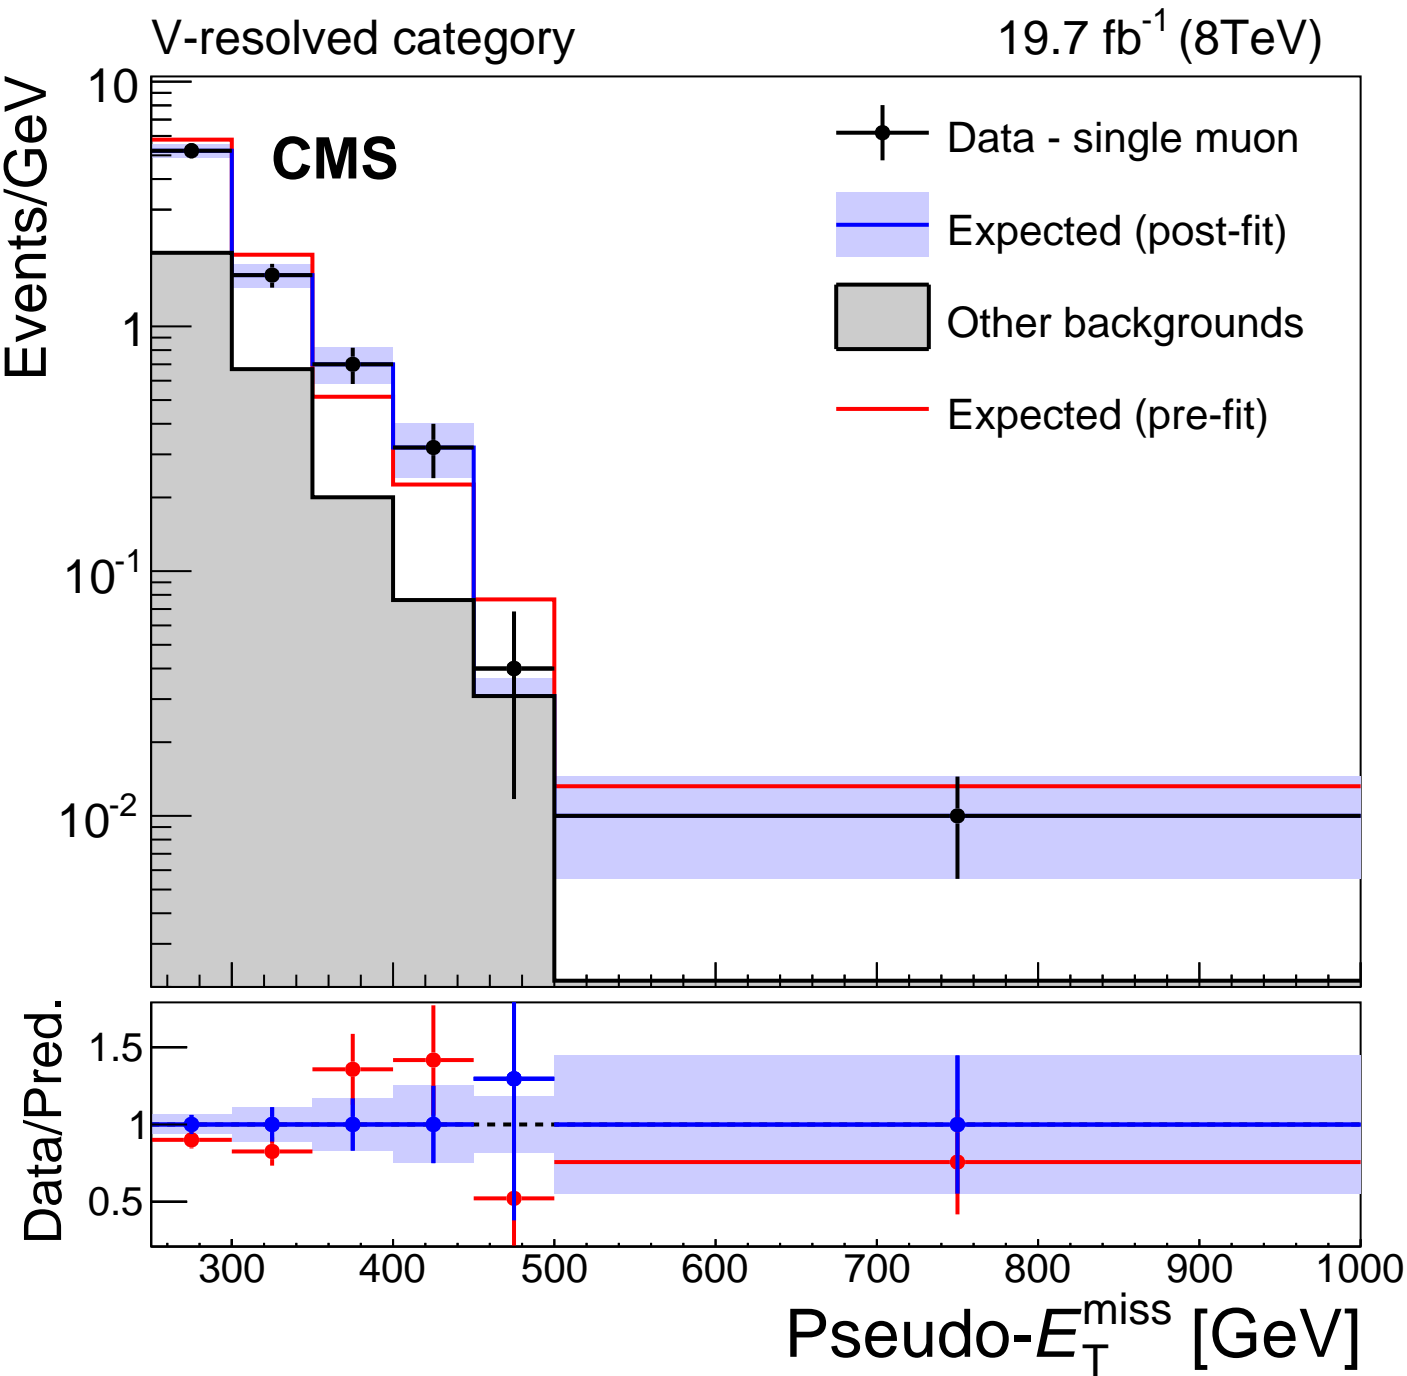 V-resolved category
19.7 fb⁻¹ (8TeV)
CMS
Data - single muon
Expected (post-fit)
Other backgrounds
Expected (pre-fit)
Events/GeV
10
1
10⁻¹
10⁻²
Data/Pred.
1.5
1
0.5
300 400 500 600 700 800 900 1000
Pseudo-E_T^miss [GeV]